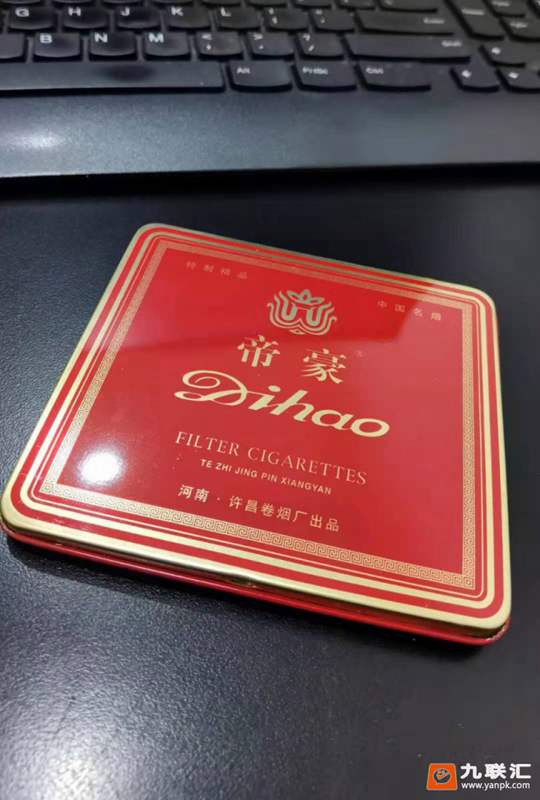 G H J K L
B N M
Alt PrtSc Ctrl
特制精品
中国名烟
帝豪
Dihao
FILTER CIGARETTES
TE ZHI JING PIN XIANGYAN
河南·许昌卷烟厂出品
九联汇
www.yanpk.com